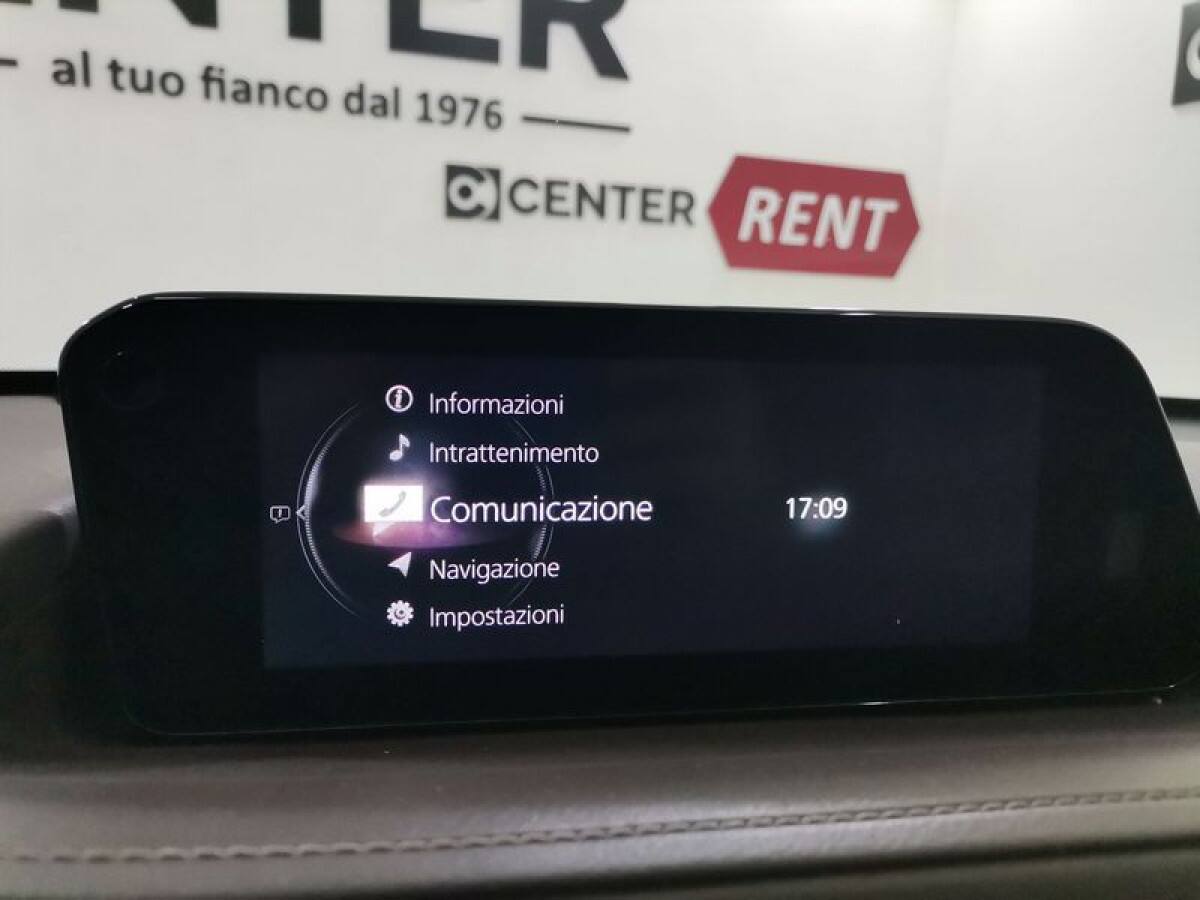 al tuo fianco dal 1976
CENTER
RENT
Informazioni
Intrattenimento
Comunicazione
17:09
Navigazione
Impostazioni